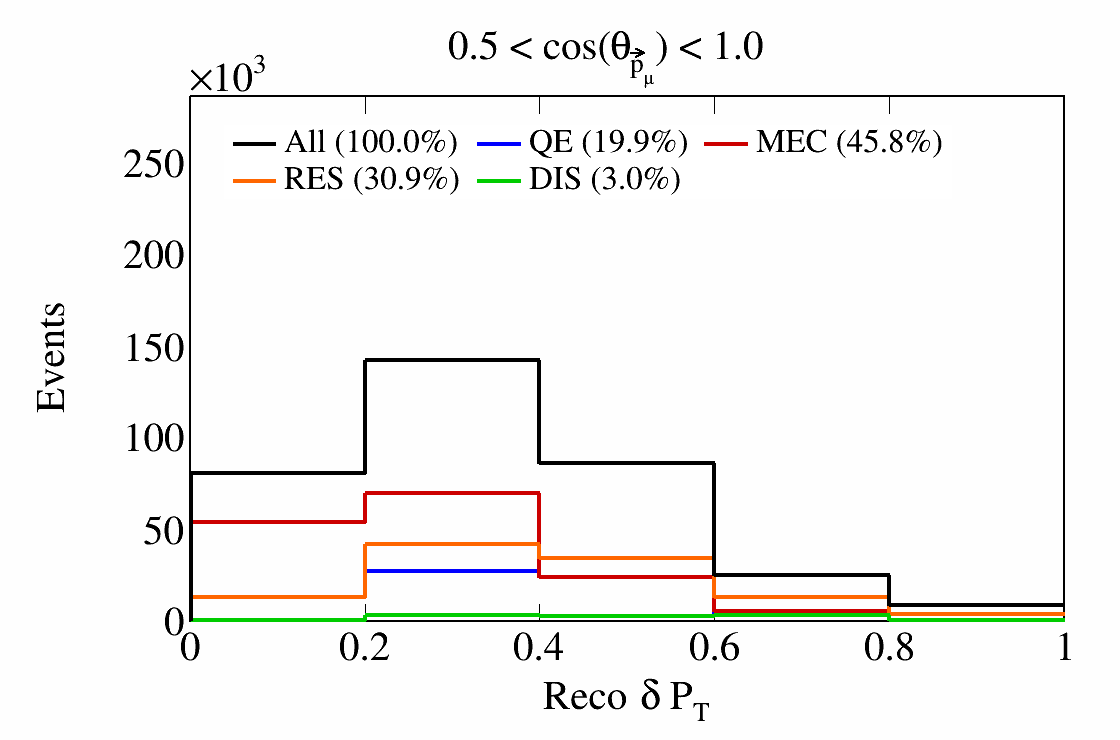 0.5 < cos(θ_{\vec{p}_μ}) < 1.0
×10³
All (100.0%) QE (19.9%) MEC (45.8%)
RES (30.9%) DIS (3.0%)
250
200
150
100
50
0
Events
0 0.2 0.4 0.6 0.8 1
Reco δ P_T